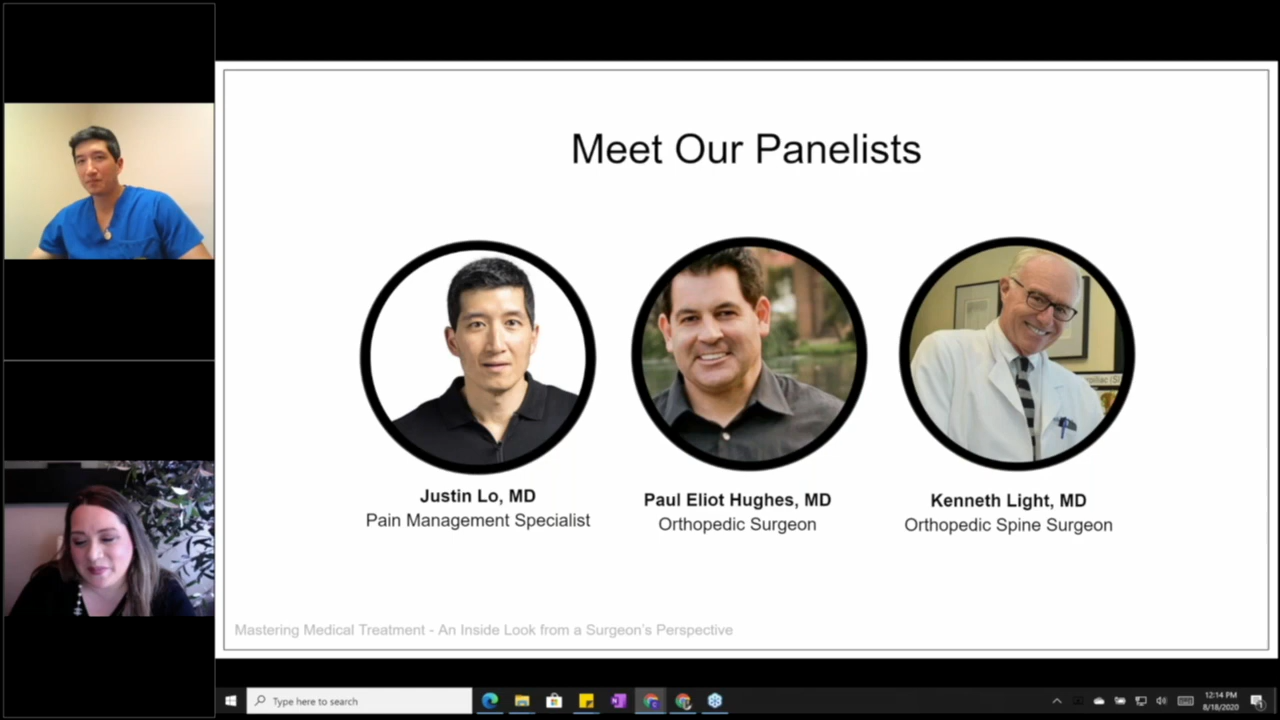 Meet Our Panelists
Justin Lo, MD
Pain Management Specialist
Paul Eliot Hughes, MD
Orthopedic Surgeon
Kenneth Light, MD
Orthopedic Spine Surgeon
Mastering Medical Treatment - An Inside Look from a Surgeon's Perspective
Type here to search
12:14 PM
8/18/2020